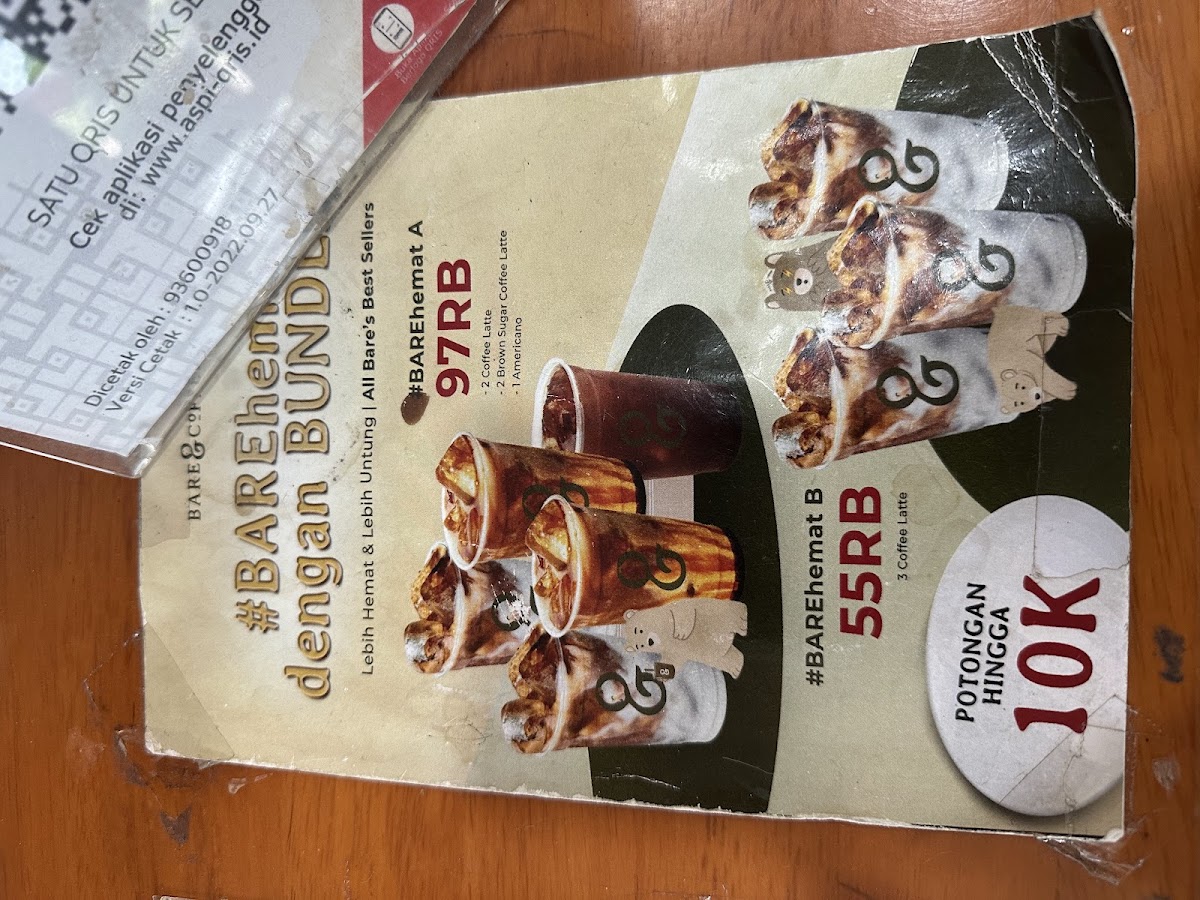 SATU QRIS UNTUK
Cek aplikasi penyelengg
di: www.aspi-qris.id
Dicetak oleh : 93600918
Versi Cetak : 1.0-2022.09.27
BARE&CO
#BAREhem
dengan BUNDL
Lebih Hemat & Lebih Untung | All Bare's Best Sellers
#BAREhemat A
97RB
- 2 Coffee Latte
- 2 Brown Sugar Coffee Latte
- 1 Americano
#BAREhemat B
55RB
3 Coffee Latte
POTONGAN
HINGGA
10K
&
&
&
&
&
&